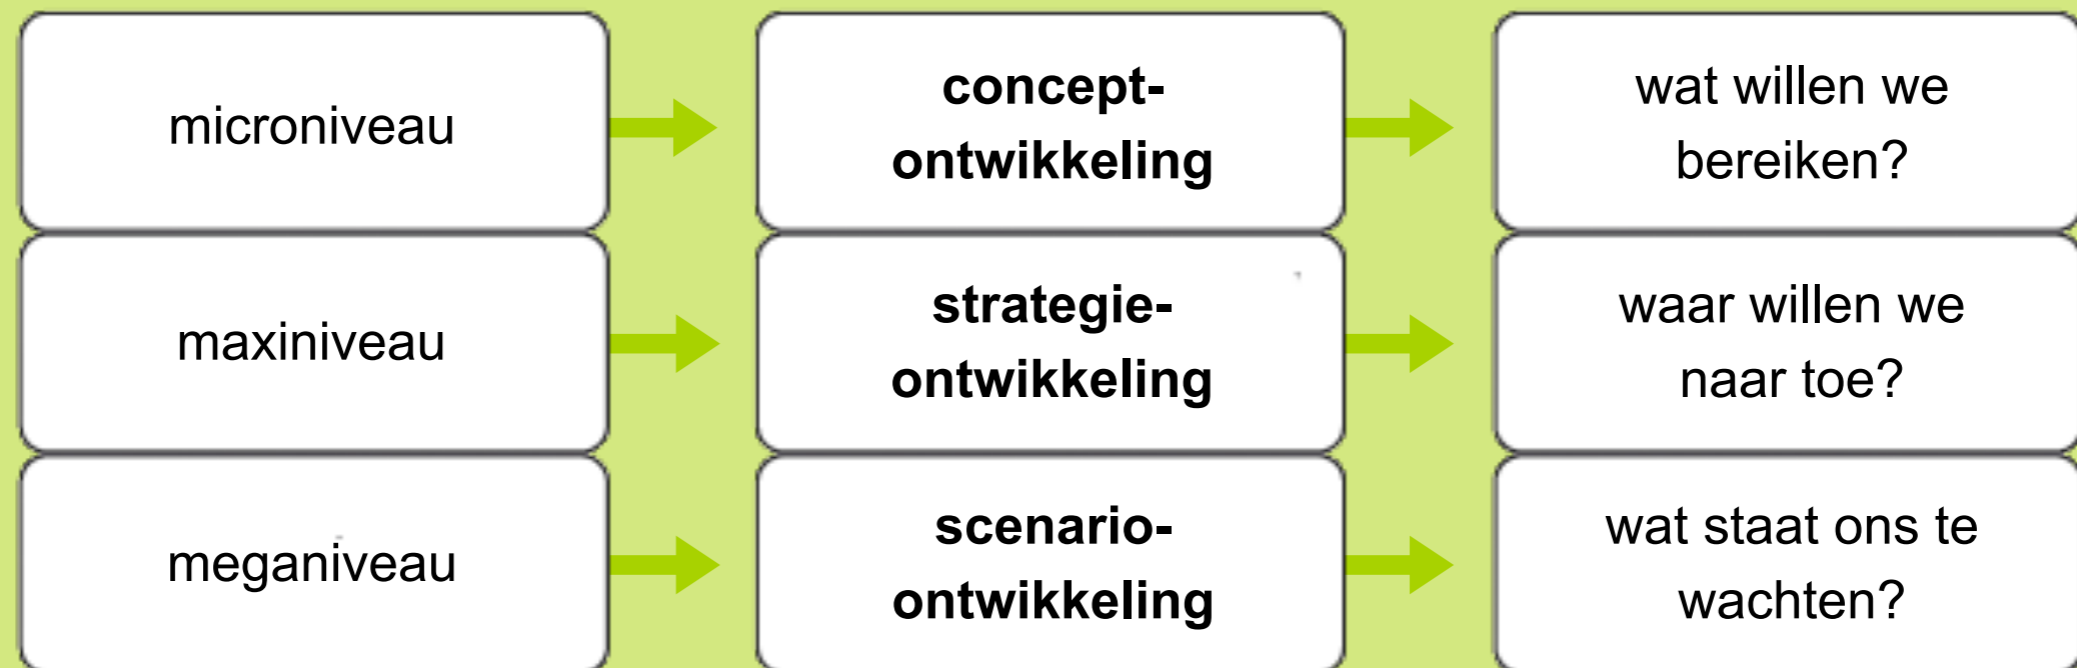 microniveau
concept-
ontwikkeling
wat willen we
bereiken?
maxiniveau
strategie-
ontwikkeling
waar willen we
naar toe?
meganiveau
scenario-
ontwikkeling
wat staat ons te
wachten?